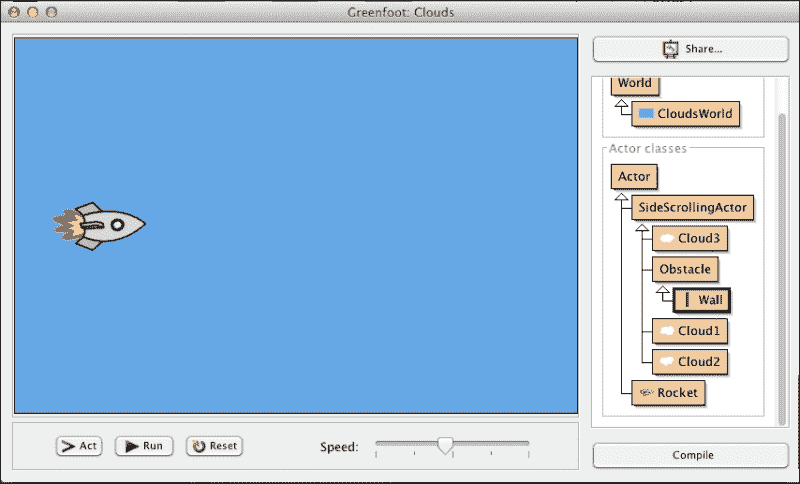 Greenfoot: Clouds
Share...
World
CloudsWorld
Actor classes
Actor
SideScrollingActor
Cloud3
Obstacle
Wall
Cloud1
Cloud2
Rocket
Act Run Reset Speed:
Compile